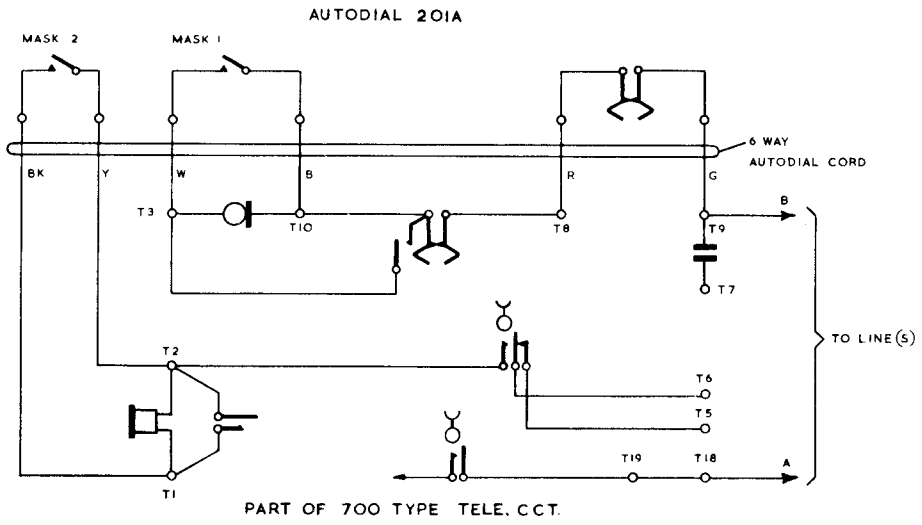 AUTODIAL 201A
MASK 2
MASK 1
6 WAY
AUTODIAL CORD
BK
Y
W
B
R
G
T3
T10
T8
T9
B
T7
TO LINE(S)
T2
T6
T5
T1
T19
T18
A
PART OF 700 TYPE TELE, CCT.